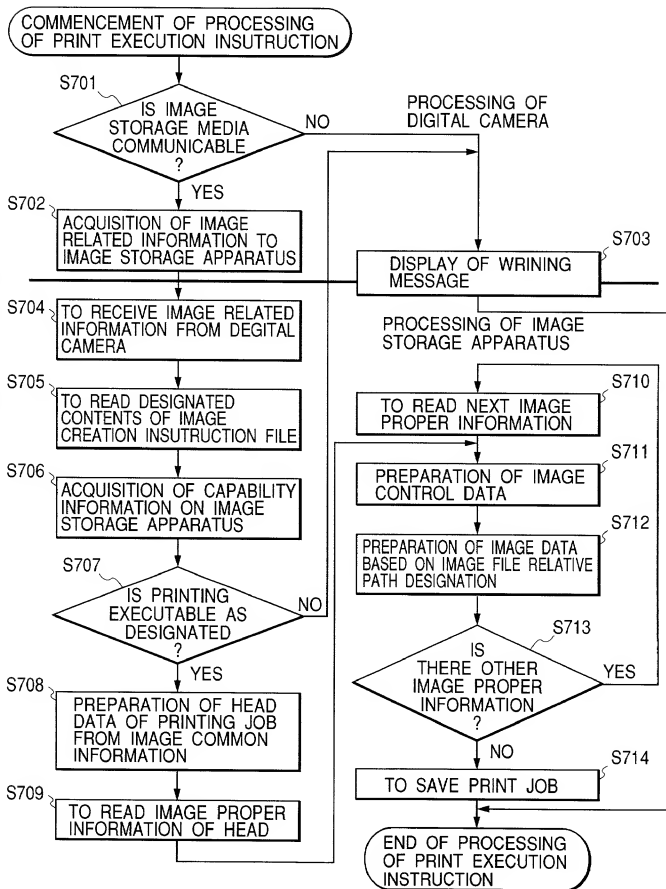 COMMENCEMENT OF PROCESSING
OF PRINT EXECUTION INSUTRUCTION
S701
IS IMAGE
STORAGE MEDIA
COMMUNICABLE
?
NO
YES
PROCESSING OF
DIGITAL CAMERA
S702
ACQUISITION OF IMAGE
RELATED INFORMATION TO
IMAGE STORAGE APPARATUS
S703
DISPLAY OF WRINING
MESSAGE
S704
TO RECEIVE IMAGE RELATED
INFORMATION FROM DEGITAL
CAMERA
PROCESSING OF IMAGE
STORAGE APPARATUS
S705
TO READ DESIGNATED
CONTENTS OF IMAGE
CREATION INSUTRUCTION FILE
S706
ACQUISITION OF CAPABILITY
INFORMATION ON IMAGE
STORAGE APPARATUS
S707
IS PRINTING
EXECUTABLE AS
DESIGNATED
?
NO
YES
S708
PREPARATION OF HEAD
DATA OF PRINTING JOB
FROM IMAGE COMMON
INFORMATION
S709
TO READ IMAGE PROPER
INFORMATION OF HEAD
S710
TO READ NEXT IMAGE
PROPER INFORMATION
S711
PREPARATION OF IMAGE
CONTROL DATA
S712
PREPARATION OF IMAGE DATA
BASED ON IMAGE FILE RELATIVE
PATH DESIGNATION
S713
IS
THERE OTHER
IMAGE PROPER
INFORMATION
?
YES
NO
S714
TO SAVE PRINT JOB
END OF PROCESSING
OF PRINT EXECUTION
INSTRUCTION